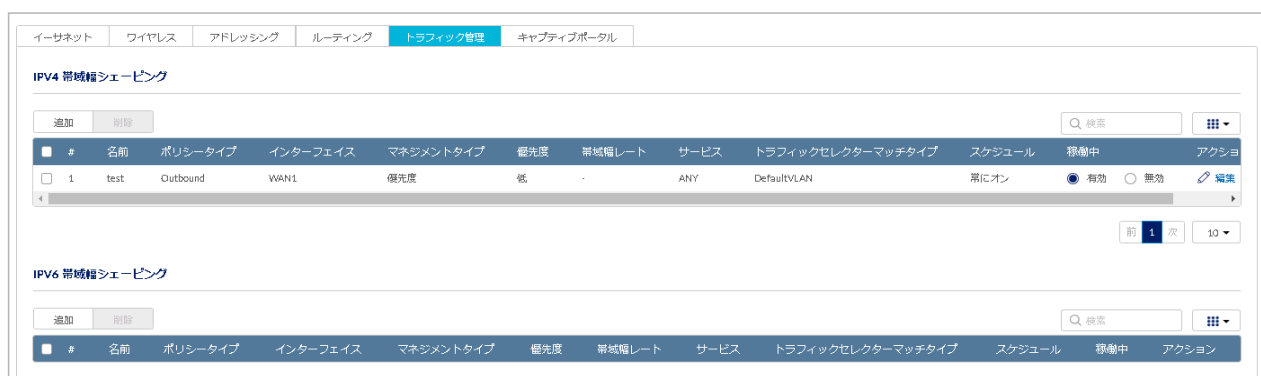 イーサネット ワイヤレス アドレッシング ルーティング トラフィック管理 キャプティブポータル
IPV4 帯域幅シェーピング
追加 削除 検索
# 名前 ポリシータイプ インターフェイス マネジメントタイプ 優先度 帯域幅レート サービス トラフィックセレクターマッチタイプ スケジュール 稼働中 アクショ
1 test Outbound WAN1 優先度 低 - ANY DefaultVLAN 常にオン 有効 無効 編集
前 1 次 10
IPV6 帯域幅シェーピング
追加 削除 検索
# 名前 ポリシータイプ インターフェイス マネジメントタイプ 優先度 帯域幅レート サービス トラフィックセレクターマッチタイプ スケジュール 稼働中 アクション